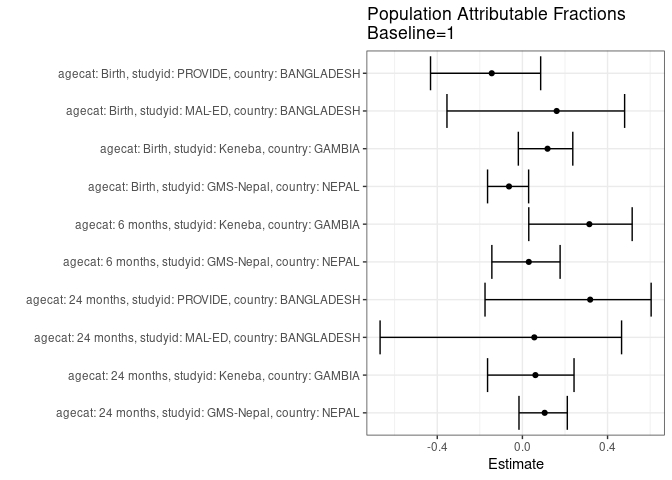 Population Attributable Fractions
Baseline=1
agecat: Birth, studyid: PROVIDE, country: BANGLADESH
agecat: Birth, studyid: MAL-ED, country: BANGLADESH
agecat: Birth, studyid: Keneba, country: GAMBIA
agecat: Birth, studyid: GMS-Nepal, country: NEPAL
agecat: 6 months, studyid: Keneba, country: GAMBIA
agecat: 6 months, studyid: GMS-Nepal, country: NEPAL
agecat: 24 months, studyid: PROVIDE, country: BANGLADESH
agecat: 24 months, studyid: MAL-ED, country: BANGLADESH
agecat: 24 months, studyid: Keneba, country: GAMBIA
agecat: 24 months, studyid: GMS-Nepal, country: NEPAL
-0.4 0.0 0.4
Estimate